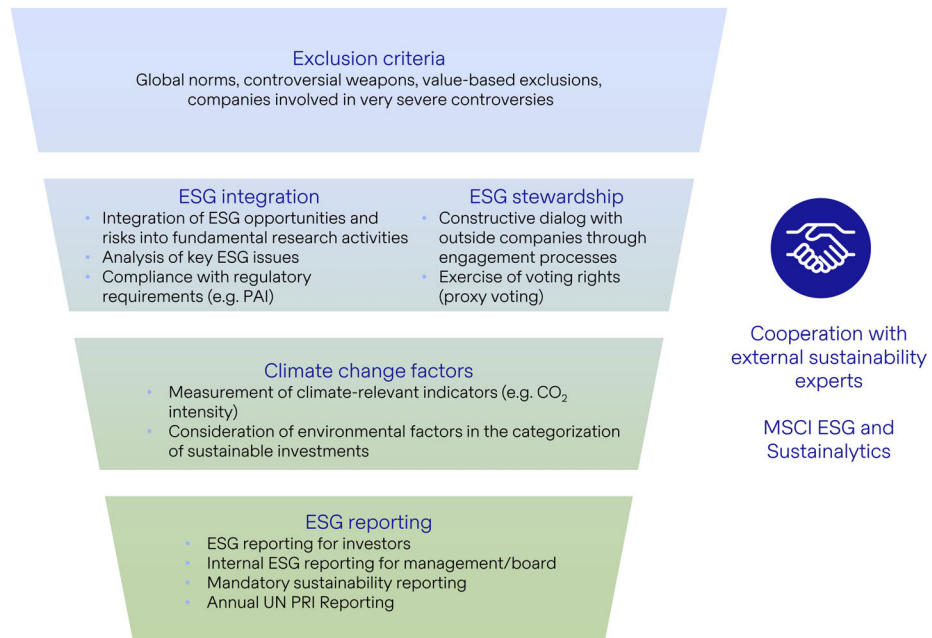 Exclusion criteria
Global norms, controversial weapons, value-based exclusions,
companies involved in very severe controversies
ESG integration
• Integration of ESG opportunities and
risks into fundamental research activities
• Analysis of key ESG issues
• Compliance with regulatory
requirements (e.g. PAI)
ESG stewardship
• Constructive dialog with
outside companies through
engagement processes
• Exercise of voting rights
(proxy voting)
Climate change factors
• Measurement of climate-relevant indicators (e.g. CO₂
intensity)
• Consideration of environmental factors in the categorization
of sustainable investments
ESG reporting
• ESG reporting for investors
• Internal ESG reporting for management/board
• Mandatory sustainability reporting
• Annual UN PRI Reporting
Cooperation with
external sustainability
experts
MSCI ESG and
Sustainalytics